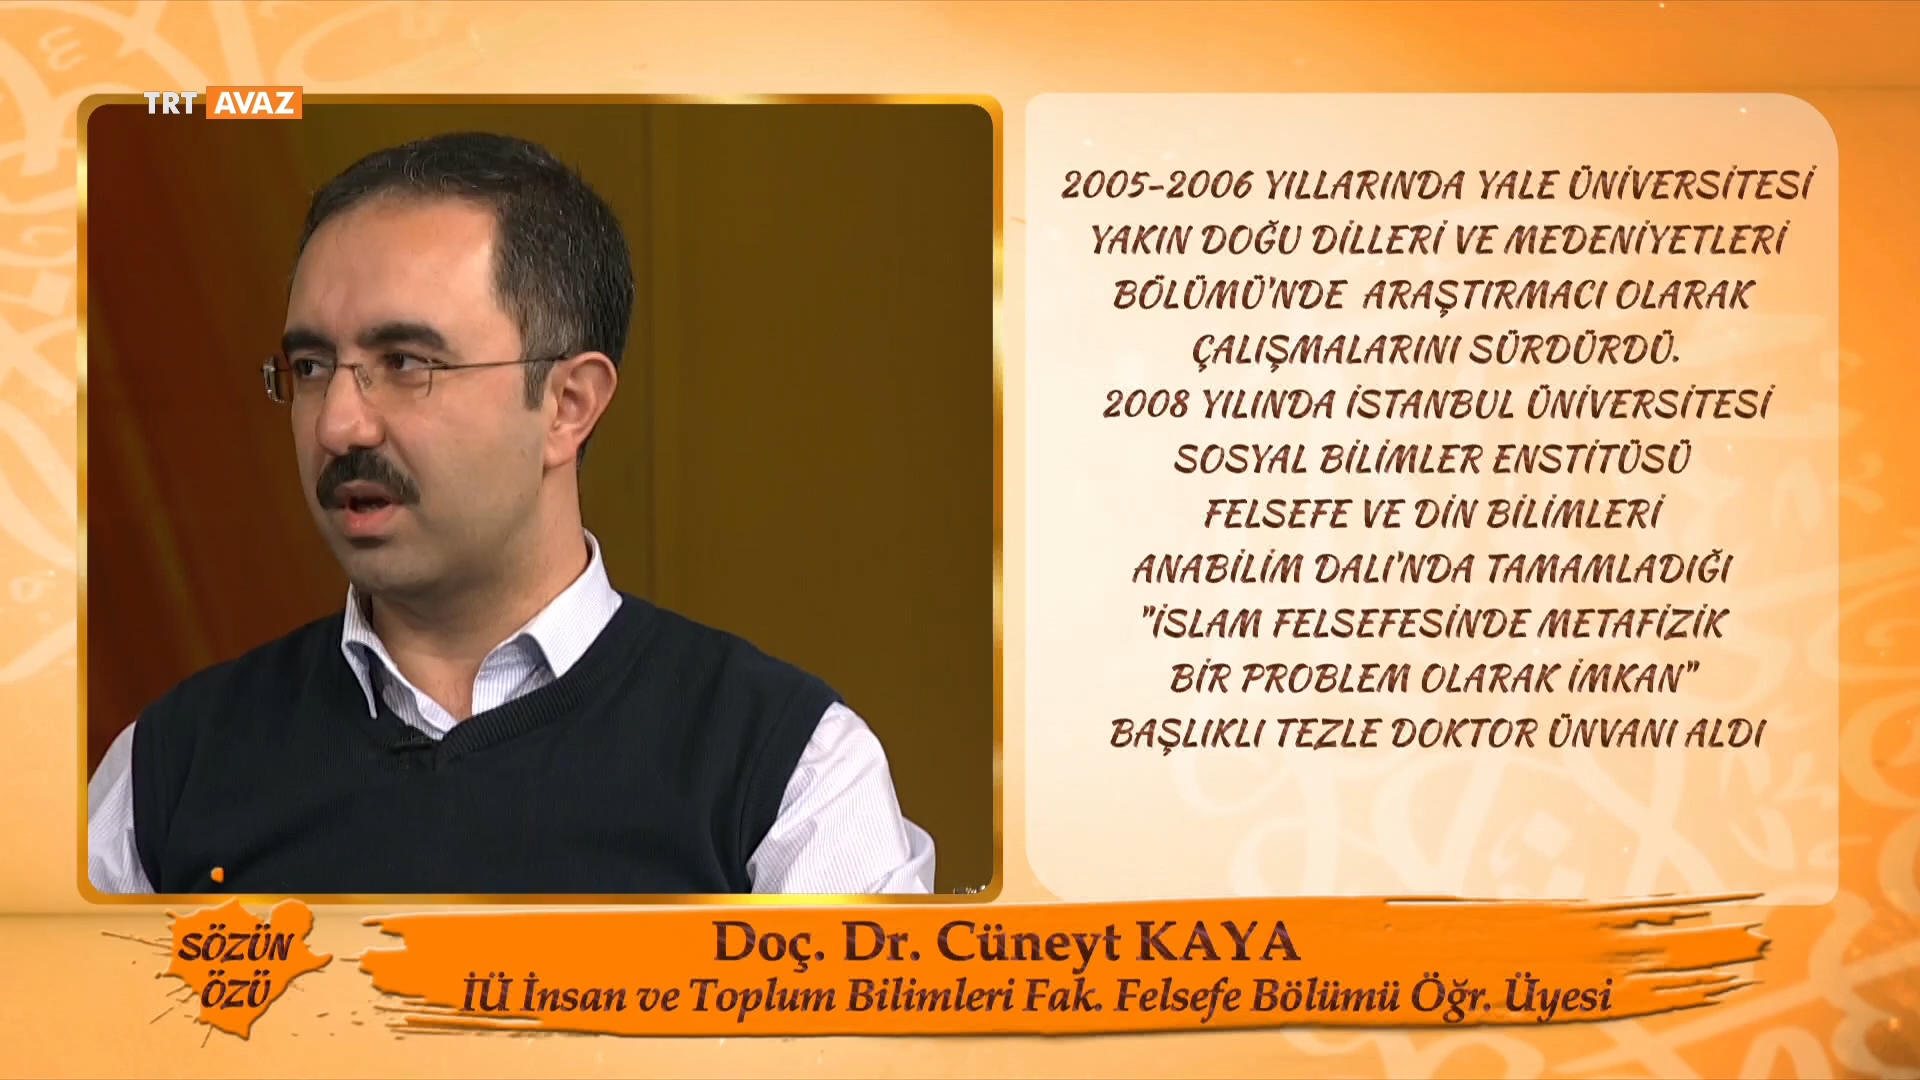 TRT AVAZ
2005-2006 YILLARINDA YALE ÜNİVERSİTESİ
YAKIN DOĞU DİLLERİ VE MEDENİYETLERİ
BÖLÜMÜ'NDE ARAŞTIRMACI OLARAK
ÇALIŞMALARINI SÜRDÜRDÜ.
2008 YILINDA İSTANBUL ÜNİVERSİTESİ
SOSYAL BİLİMLER ENSTİTÜSÜ
FELSEFE VE DİN BİLİMLERİ
ANABİLİM DALI'NDA TAMAMLADIĞI
"İSLAM FELSEFESİNDE METAFİZİK
BİR PROBLEM OLARAK İMKAN"
BAŞLIKLI TEZLE DOKTOR ÜNVANI ALDI
SÖZÜN
ÖZÜ
Doç. Dr. Cüneyt KAYA
İÜ İnsan ve Toplum Bilimleri Fak. Felsefe Bölümü Öğr. Üyesi